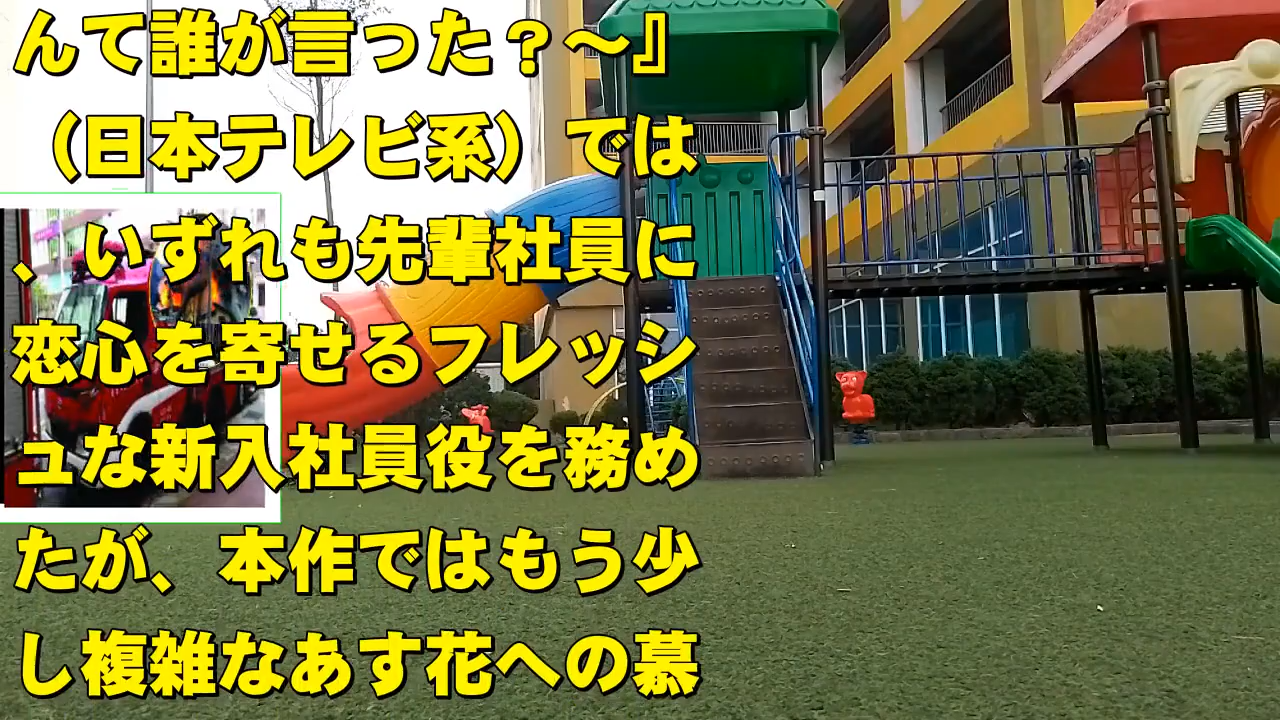 んて誰が言った？～』
（日本テレビ系）では
、いずれも先輩社員に
恋心を寄せるフレッシ
ュな新入社員役を務め
たが、本作ではもう少
し複雑なあす花への慕